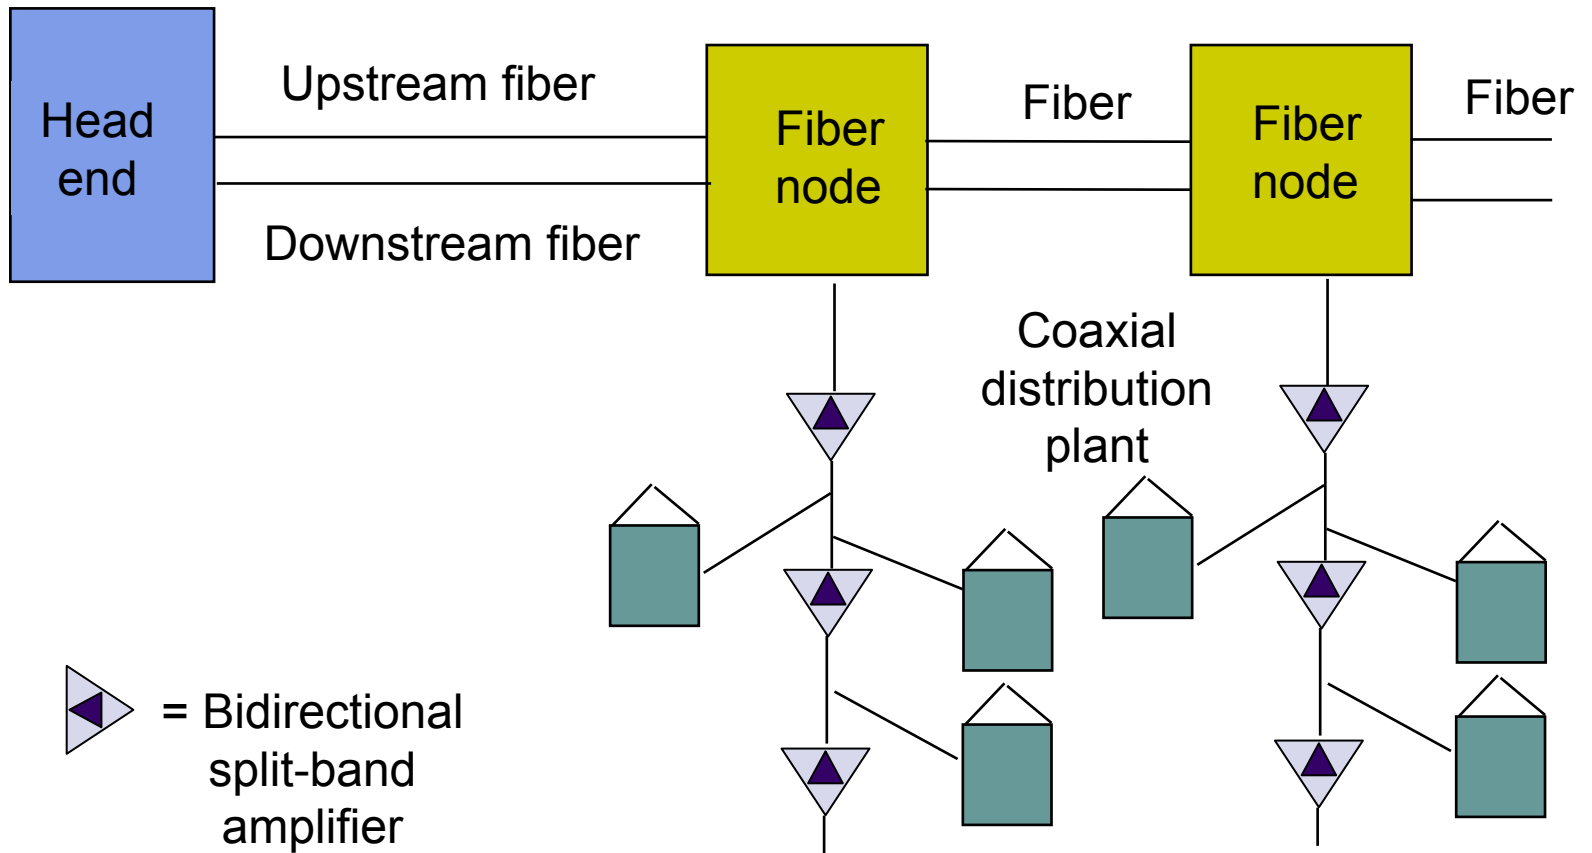 Head
end
Upstream fiber
Downstream fiber
Fiber
node
Fiber
Fiber
node
Fiber
Coaxial
distribution
plant
= Bidirectional
split-band
amplifier